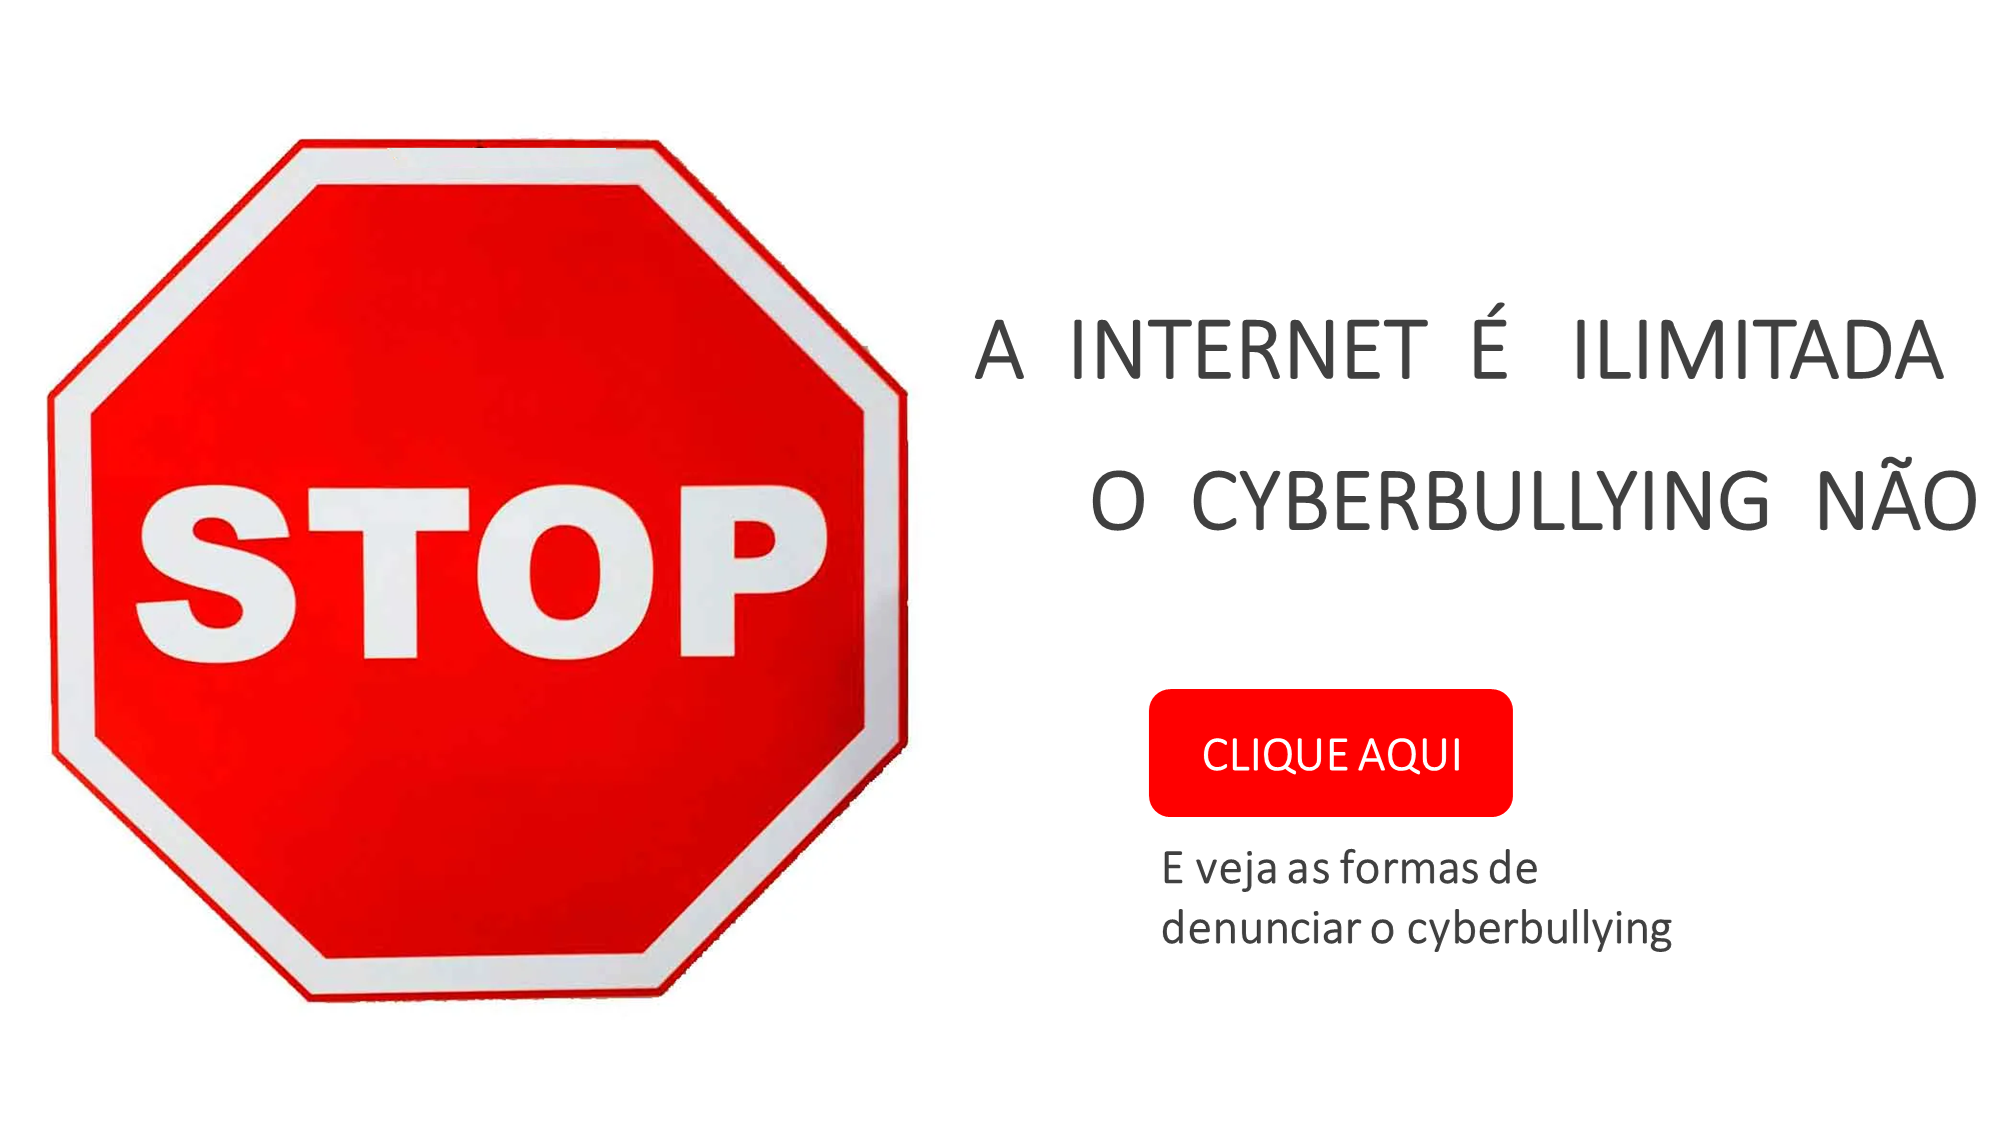 STOP
A INTERNET É ILIMITADA
O CYBERBULLYING NÃO
CLIQUE AQUI
E veja as formas de
denunciar o cyberbullying